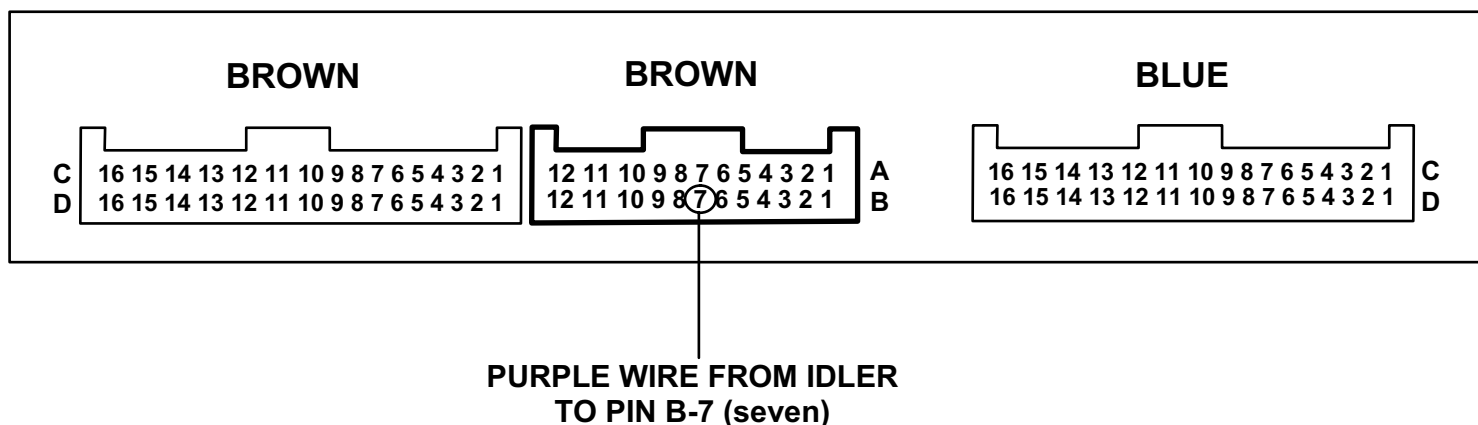 BROWN BROWN BLUE
C 16 15 14 13 12 11 10 9 8 7 6 5 4 3 2 1 12 11 10 9 8 7 6 5 4 3 2 1 A 16 15 14 13 12 11 10 9 8 7 6 5 4 3 2 1 C
D 16 15 14 13 12 11 10 9 8 7 6 5 4 3 2 1 12 11 10 9 8 7 6 5 4 3 2 1 B 16 15 14 13 12 11 10 9 8 7 6 5 4 3 2 1 D
PURPLE WIRE FROM IDLER
TO PIN B-7 (seven)